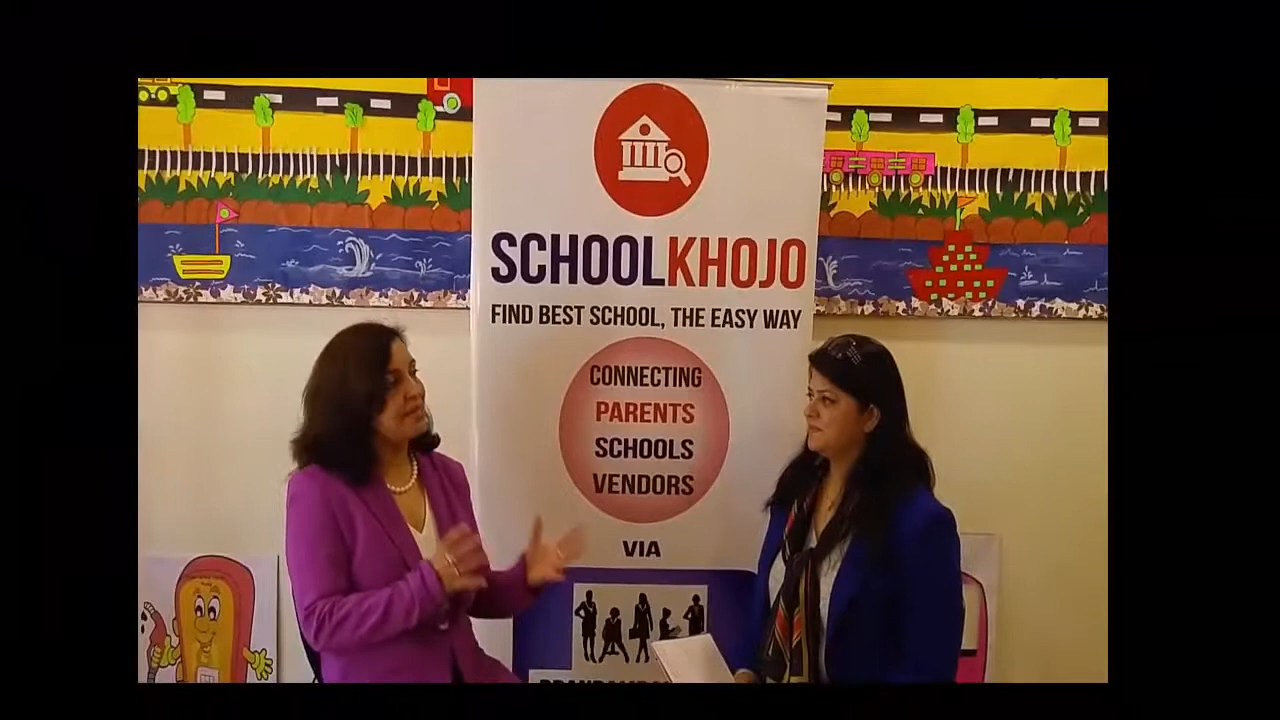 SCHOOLKHOJO
FIND BEST SCHOOL, THE EASY WAY
CONNECTING
PARENTS
SCHOOLS
VENDORS
VIA